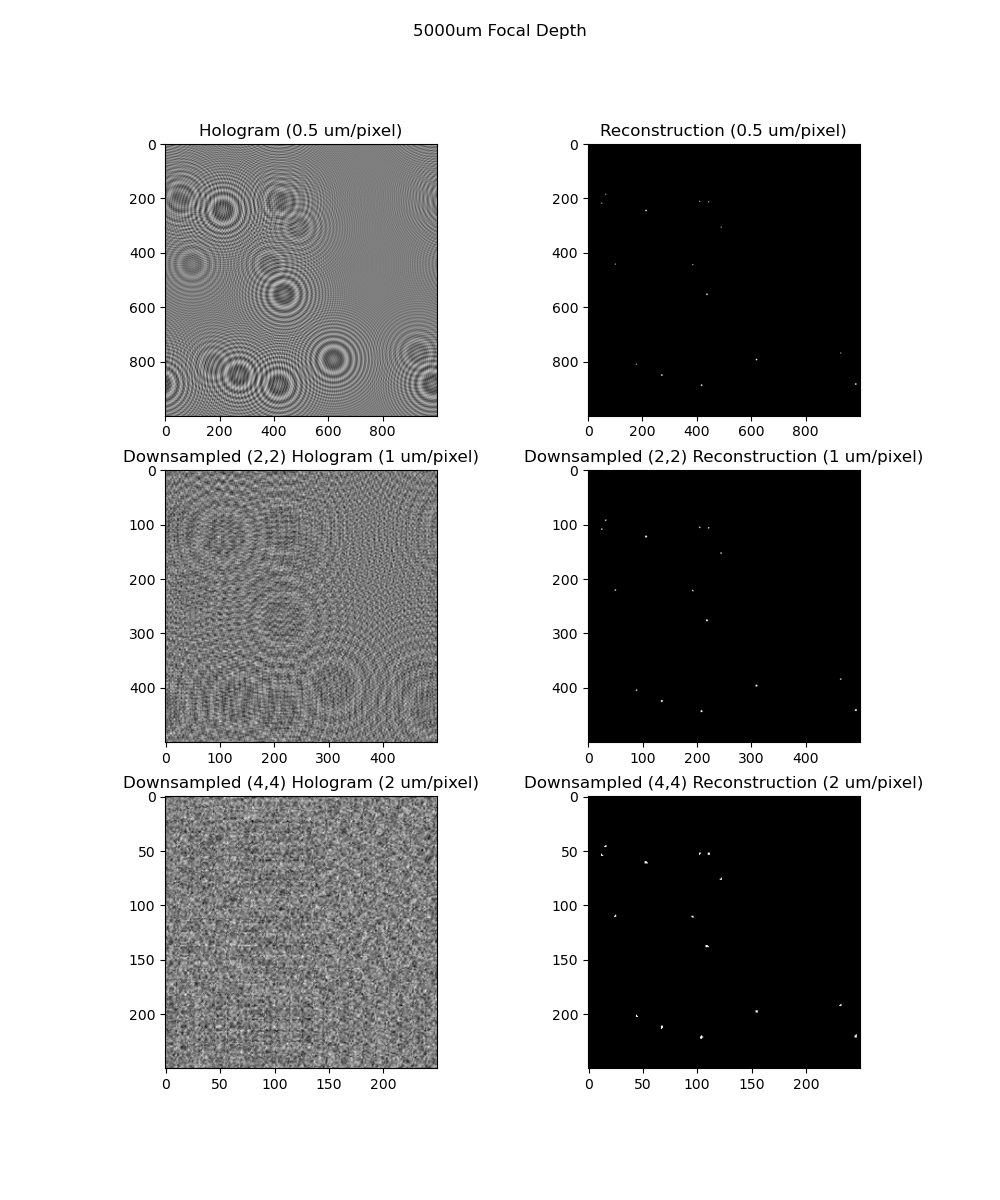 5000um Focal Depth
Hologram (0.5 um/pixel)
0
200
400
600
800
0 200 400 600 800
Reconstruction (0.5 um/pixel)
0
200
400
600
800
0 200 400 600 800
Downsampled (2,2) Hologram (1 um/pixel)
0
100
200
300
400
0 100 200 300 400
Downsampled (2,2) Reconstruction (1 um/pixel)
0
100
200
300
400
0 100 200 300 400
Downsampled (4,4) Hologram (2 um/pixel)
0
50
100
150
200
0 50 100 150 200
Downsampled (4,4) Reconstruction (2 um/pixel)
0
50
100
150
200
0 50 100 150 200